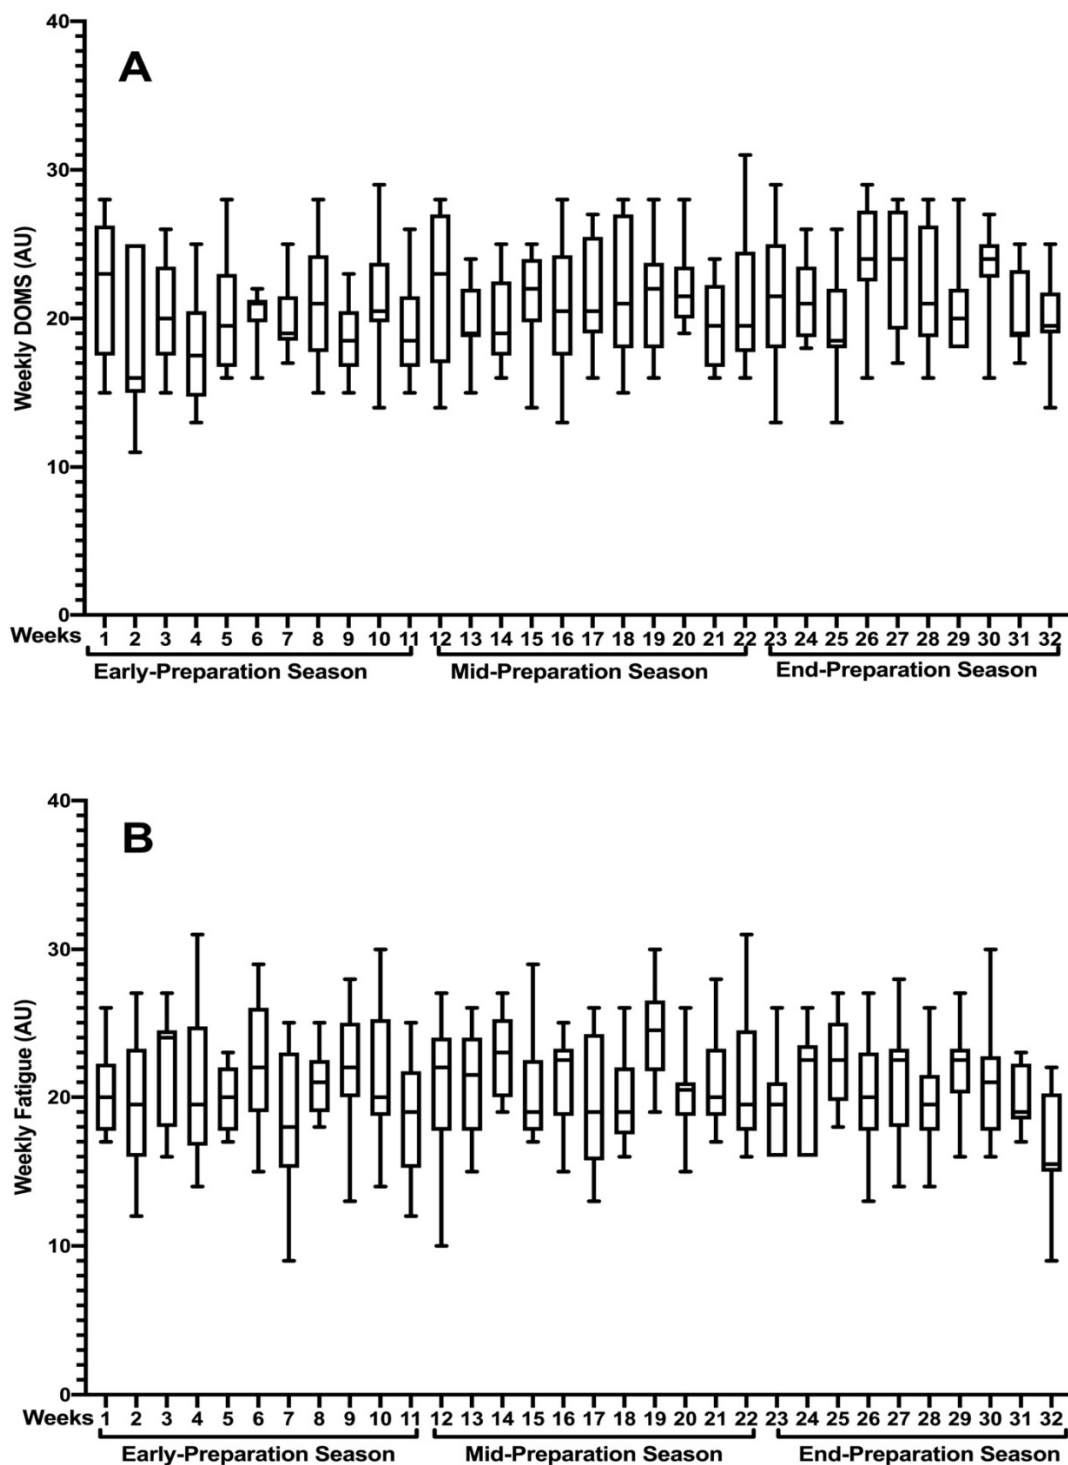 40
A
30
Weekly DOMS (AU)
20
10
0
Weeks 1 2 3 4 5 6 7 8 9 10 11 12 13 14 15 16 17 18 19 20 21 22 23 24 25 26 27 28 29 30 31 32
Early-Preparation Season Mid-Preparation Season End-Preparation Season
40
B
30
Weekly Fatigue (AU)
20
10
0
Weeks 1 2 3 4 5 6 7 8 9 10 11 12 13 14 15 16 17 18 19 20 21 22 23 24 25 26 27 28 29 30 31 32
Early-Preparation Season Mid-Preparation Season End-Preparation Season